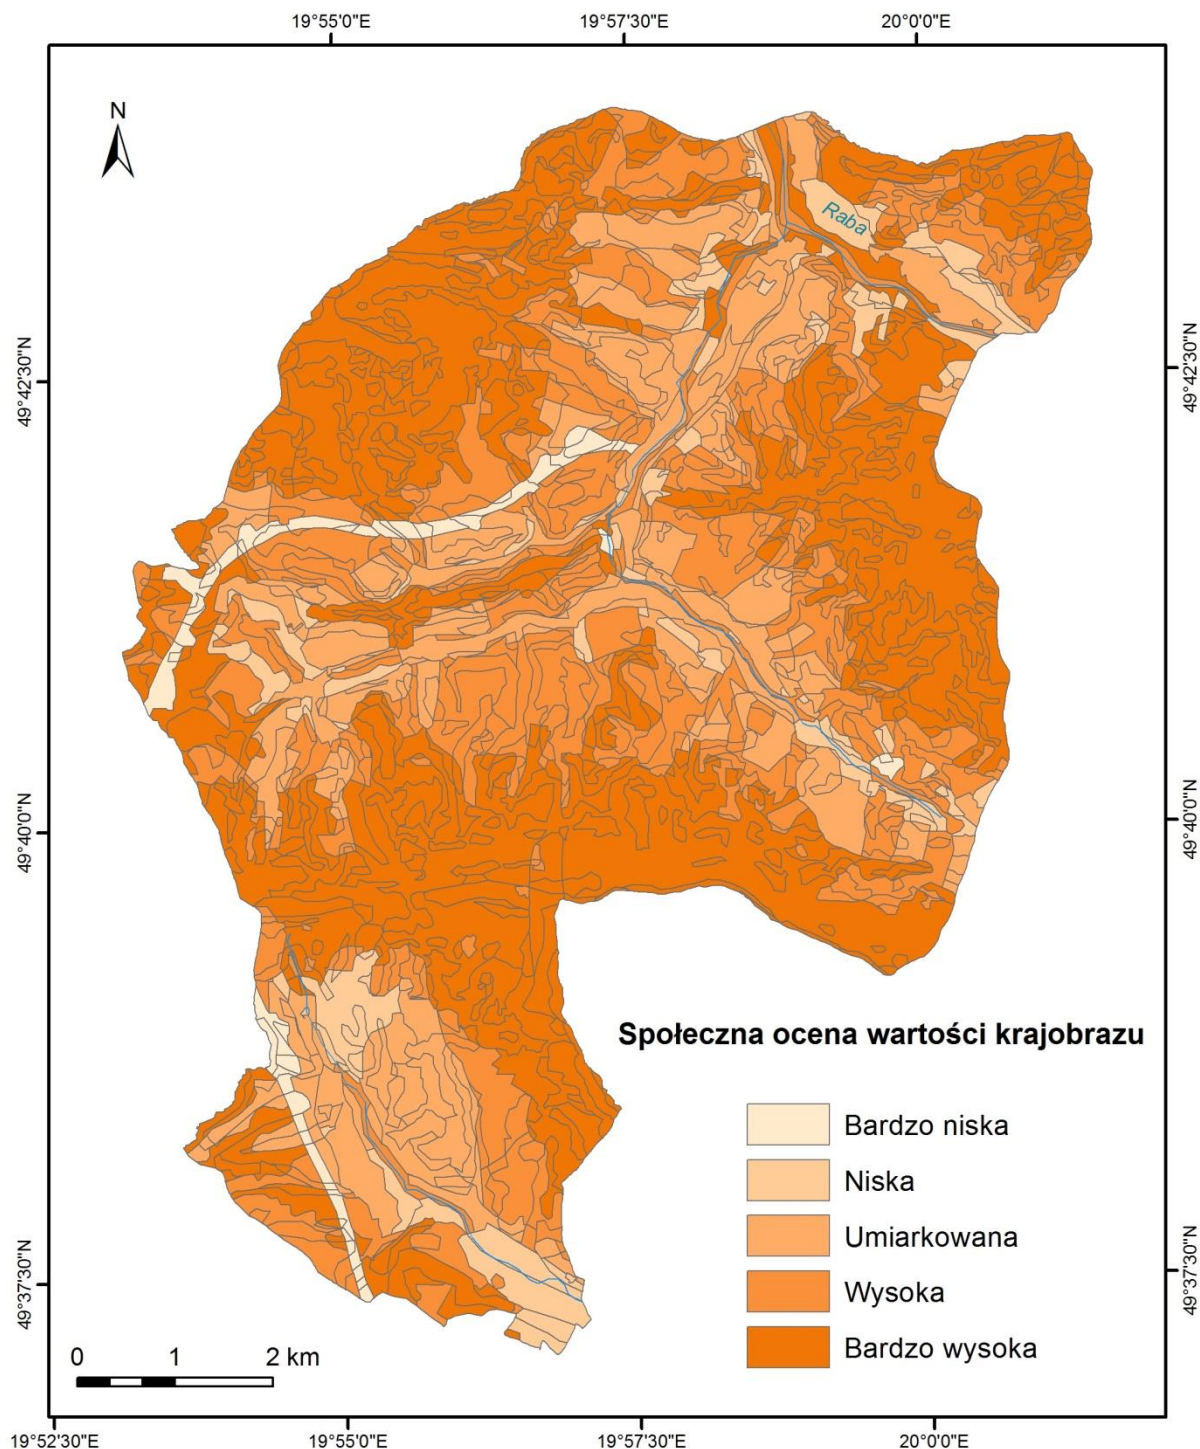 19°55'0"E 19°57'30"E 20°0'0"E
N
Raba
49°42'30"N 49°42'30"N
49°40'0"N 49°40'0"N
Społeczna ocena wartości krajobrazu
Bardzo niska
Niska
Umiarkowana
Wysoka
Bardzo wysoka
49°37'30"N 49°37'30"N
0 1 2 km
19°52'30"E 19°55'0"E 19°57'30"E 20°0'0"E